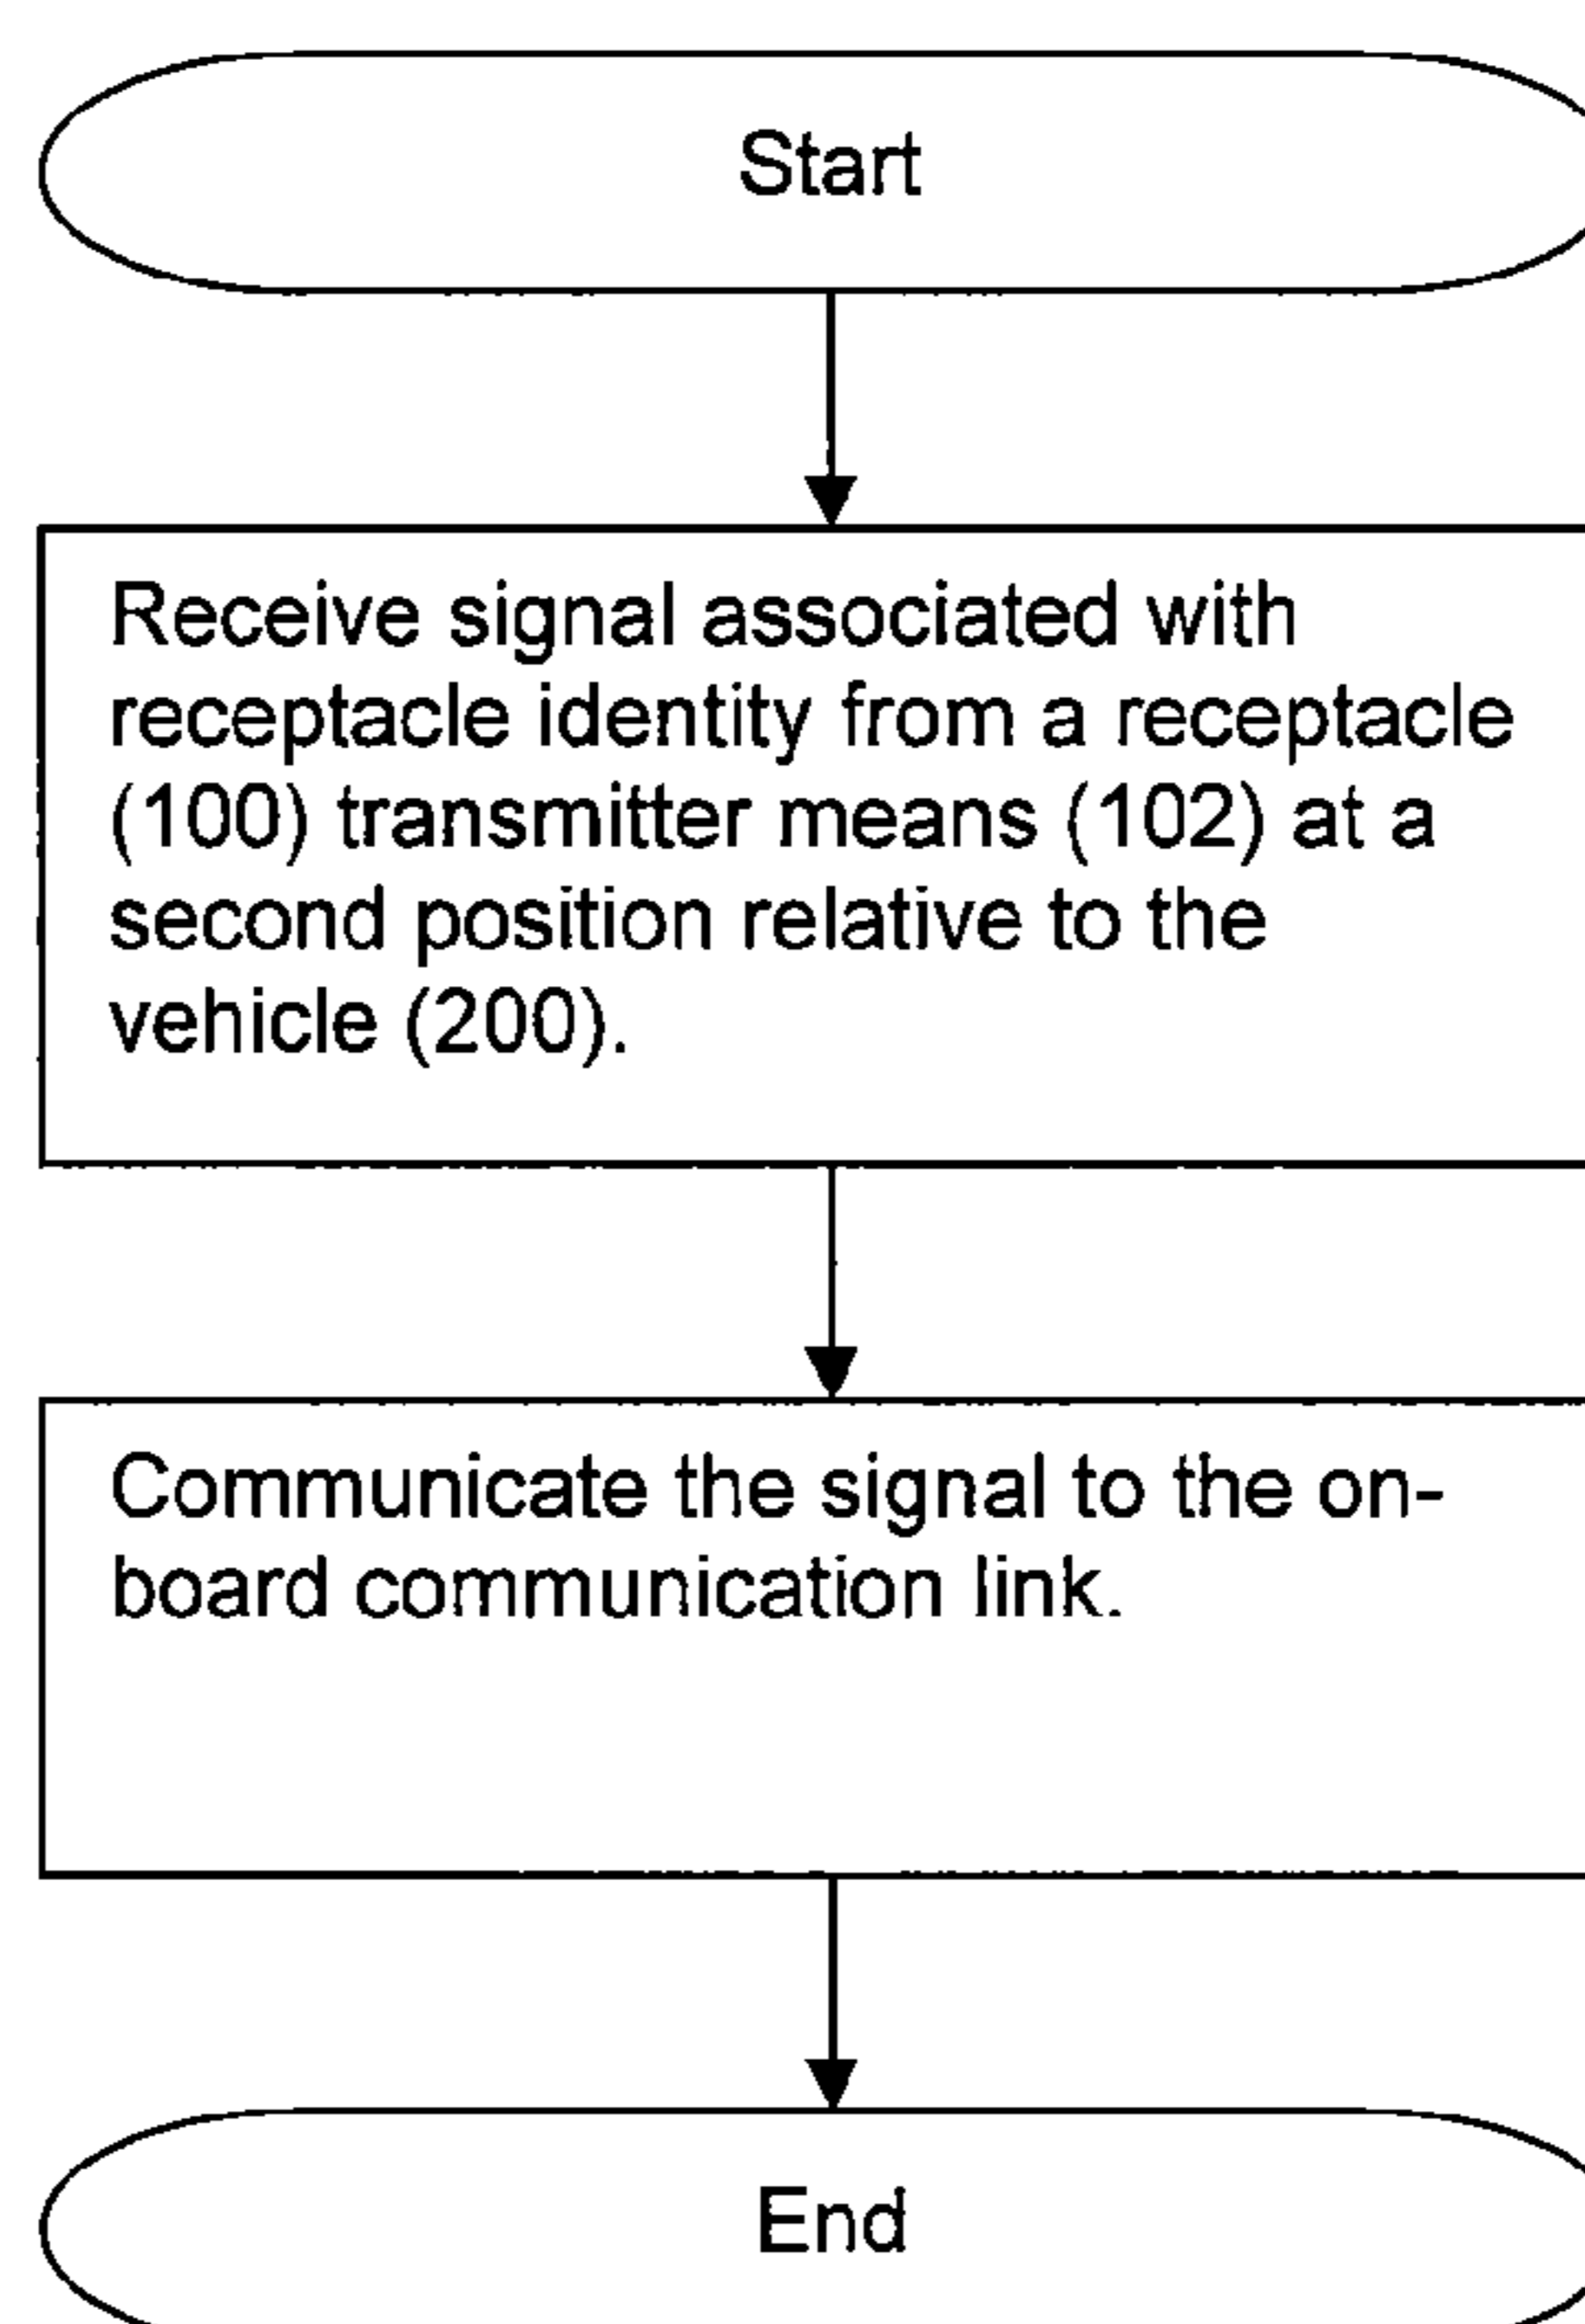 Start
Receive signal associated with
receptacle identity from a receptacle
(100) transmitter means (102) at a
second position relative to the
vehicle (200).
Communicate the signal to the on-
board communication link.
End